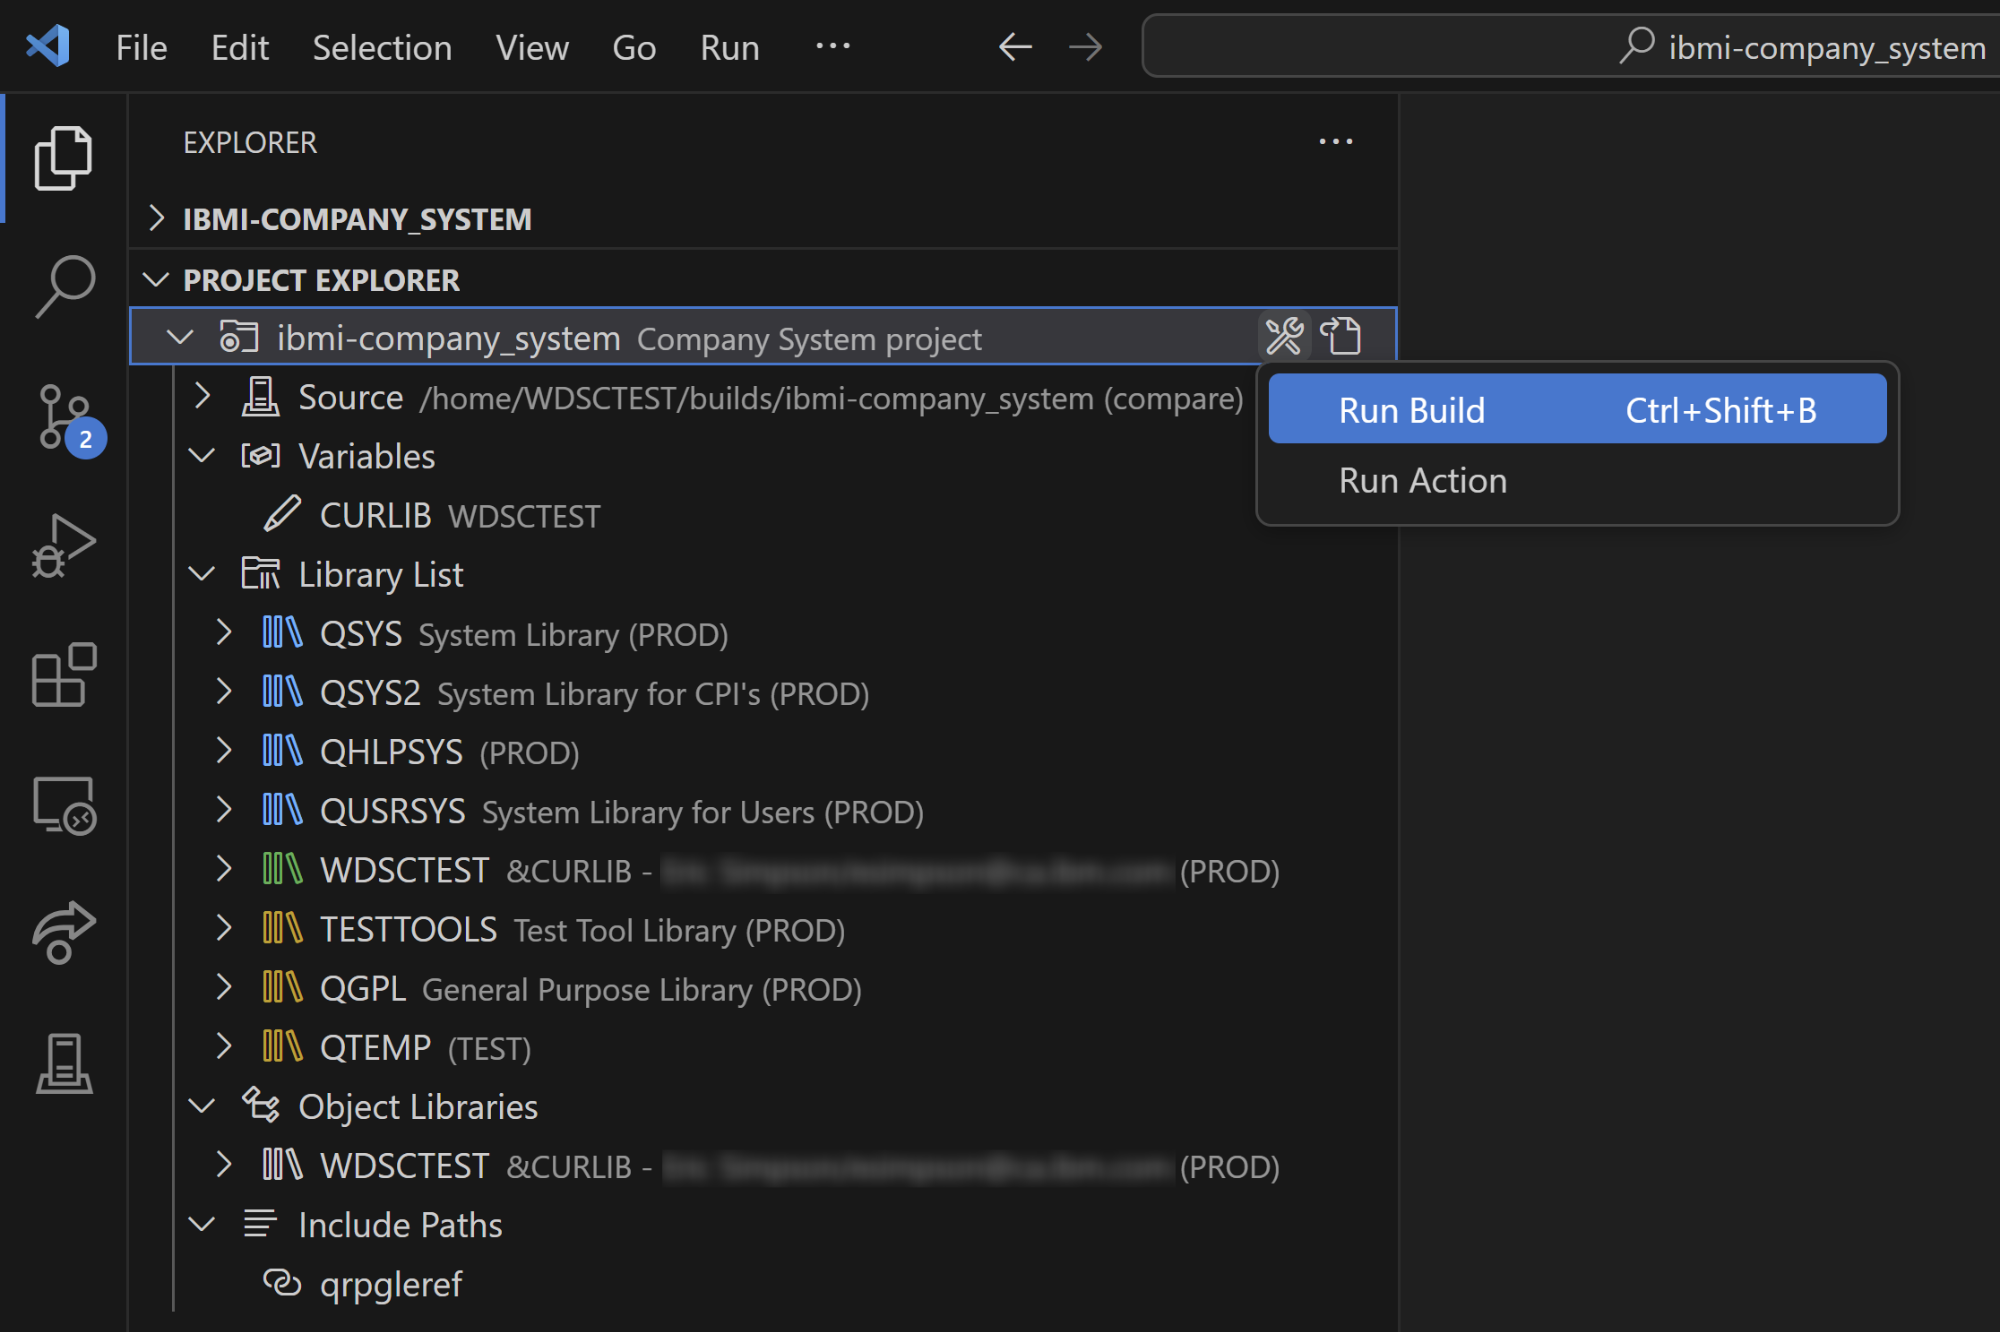 File Edit Selection View Go Run ··· ibmi-company_system
EXPLORER ···
IBMI-COMPANY_SYSTEM
PROJECT EXPLORER
ibmi-company_system Company System project
Source /home/WDSCTEST/builds/ibmi-company_system (compare)
Run Build Ctrl+Shift+B
2
Variables
Run Action
CURLIB WDSCTEST
Library List
QSYS System Library (PROD)
QSYS2 System Library for CPI's (PROD)
QHLPSYS (PROD)
QUSRSYS System Library for Users (PROD)
WDSCTEST &CURLIB - (PROD)
TESTTOOLS Test Tool Library (PROD)
QGPL General Purpose Library (PROD)
QTEMP (TEST)
Object Libraries
WDSCTEST &CURLIB - (PROD)
Include Paths
qrpgleref